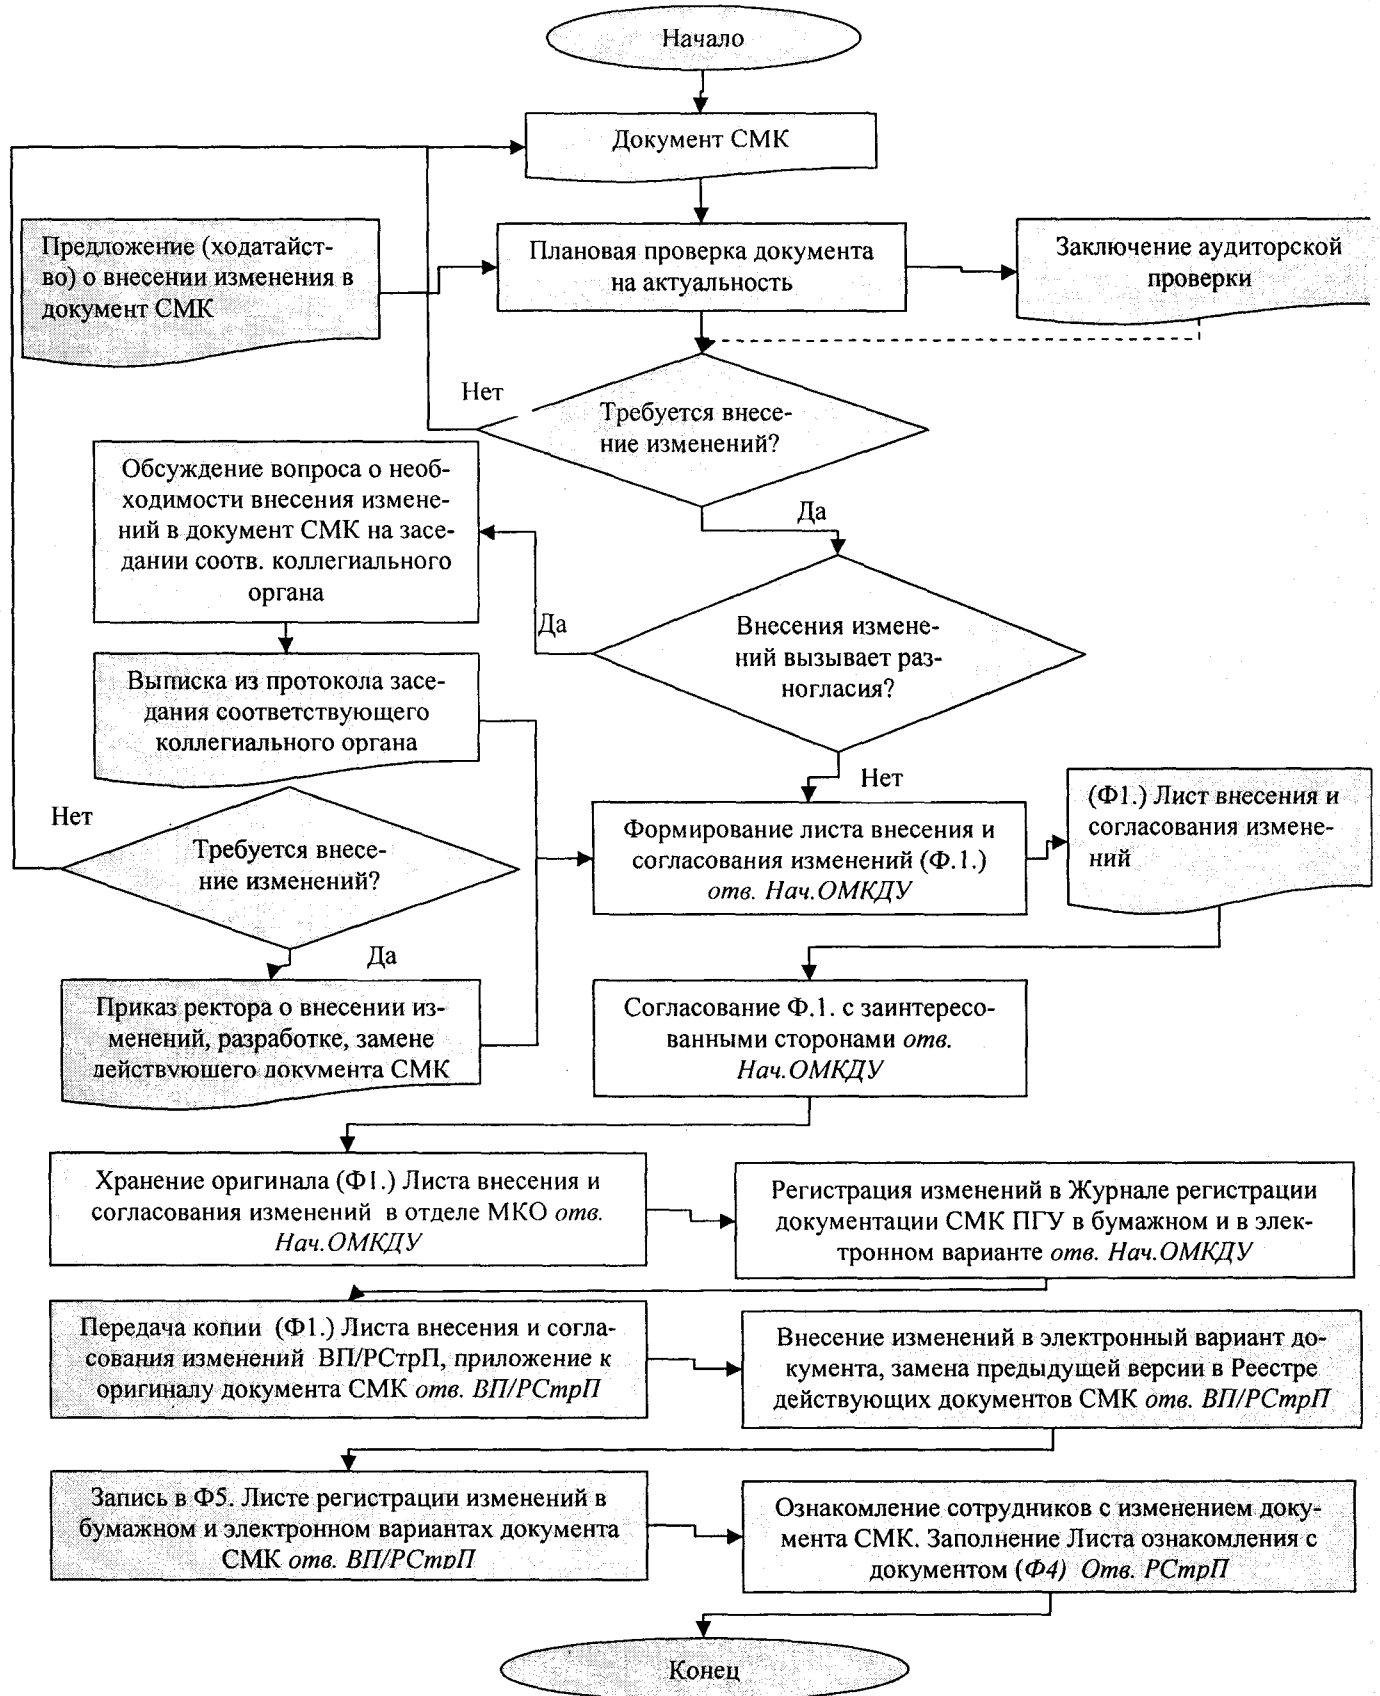 Начало
Документ СМК
Предложение (ходатайст-
во) о внесении изменения в
документ СМК
Плановая проверка документа
на актуальность
Заключение аудиторской
проверки
Нет
Требуется внесе-
ние изменений?
Да
Обсуждение вопроса о необ-
ходимости внесения измене-
ний в документ СМК на засе-
дании соотв. коллегиального
органа
Да
Внесения измене-
ний вызывает раз-
ногласия?
Выписка из протокола засе-
дания соответствующего
коллегиального органа
Нет
Нет
Требуется внесе-
ние изменений?
Да
Формирование листа внесения и
согласования изменений (Ф.1.)
отв. Нач.ОМКДУ
(Ф1.) Лист внесения и
согласования измене-
ний
Приказ ректора о внесении из-
менений, разработке, замене
действующего документа СМК
Согласование Ф.1. с заинтересо-
ванными сторонами отв.
Нач.ОМКДУ
Хранение оригинала (Ф1.) Листа внесения и
согласования изменений в отделе МКО отв.
Нач.ОМКДУ
Регистрация изменений в Журнале регистрации
документации СМК ПГУ в бумажном и в элек-
тронном варианте отв. Нач.ОМКДУ
Передача копии (Ф1.) Листа внесения и согла-
сования изменений ВП/РСтрП, приложение к
оригиналу документа СМК отв. ВП/РСтрП
Внесение изменений в электронный вариант до-
кумента, замена предыдущей версии в Реестре
действующих документов СМК отв. ВП/РСтрП
Запись в Ф5. Листе регистрации изменений в
бумажном и электронном вариантах документа
СМК отв. ВП/РСтрП
Ознакомление сотрудников с изменением доку-
мента СМК. Заполнение Листа ознакомления с
документом (Ф4) Отв. РСтрП
Конец